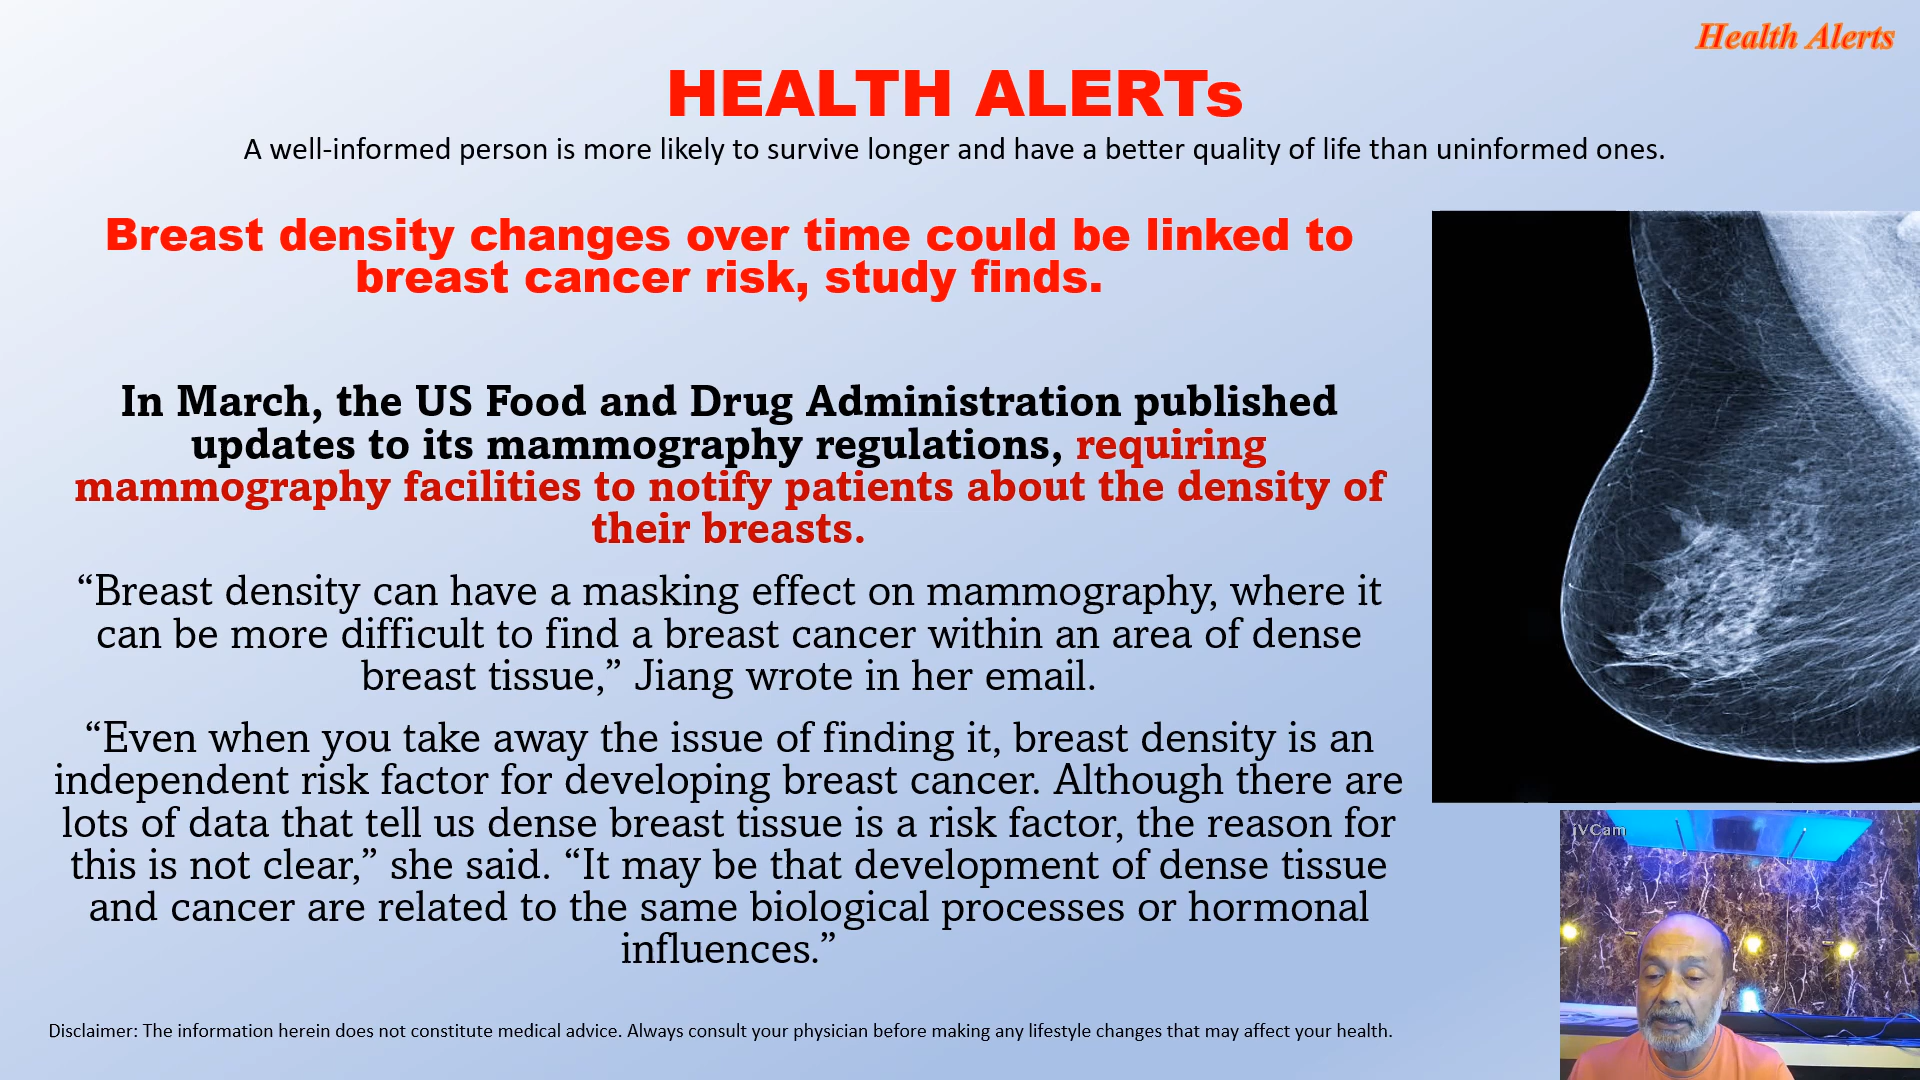 Health Alerts
HEALTH ALERTs
A well-informed person is more likely to survive longer and have a better quality of life than uninformed ones.
Breast density changes over time could be linked to
breast cancer risk, study finds.
In March, the US Food and Drug Administration published
updates to its mammography regulations, requiring
mammography facilities to notify patients about the density of
their breasts.
“Breast density can have a masking effect on mammography, where it
can be more difficult to find a breast cancer within an area of dense
breast tissue,” Jiang wrote in her email.
“Even when you take away the issue of finding it, breast density is an
independent risk factor for developing breast cancer. Although there are
lots of data that tell us dense breast tissue is a risk factor, the reason for
this is not clear,” she said. “It may be that development of dense tissue
and cancer are related to the same biological processes or hormonal
influences.”
iVCam
Disclaimer: The information herein does not constitute medical advice. Always consult your physician before making any lifestyle changes that may affect your health.